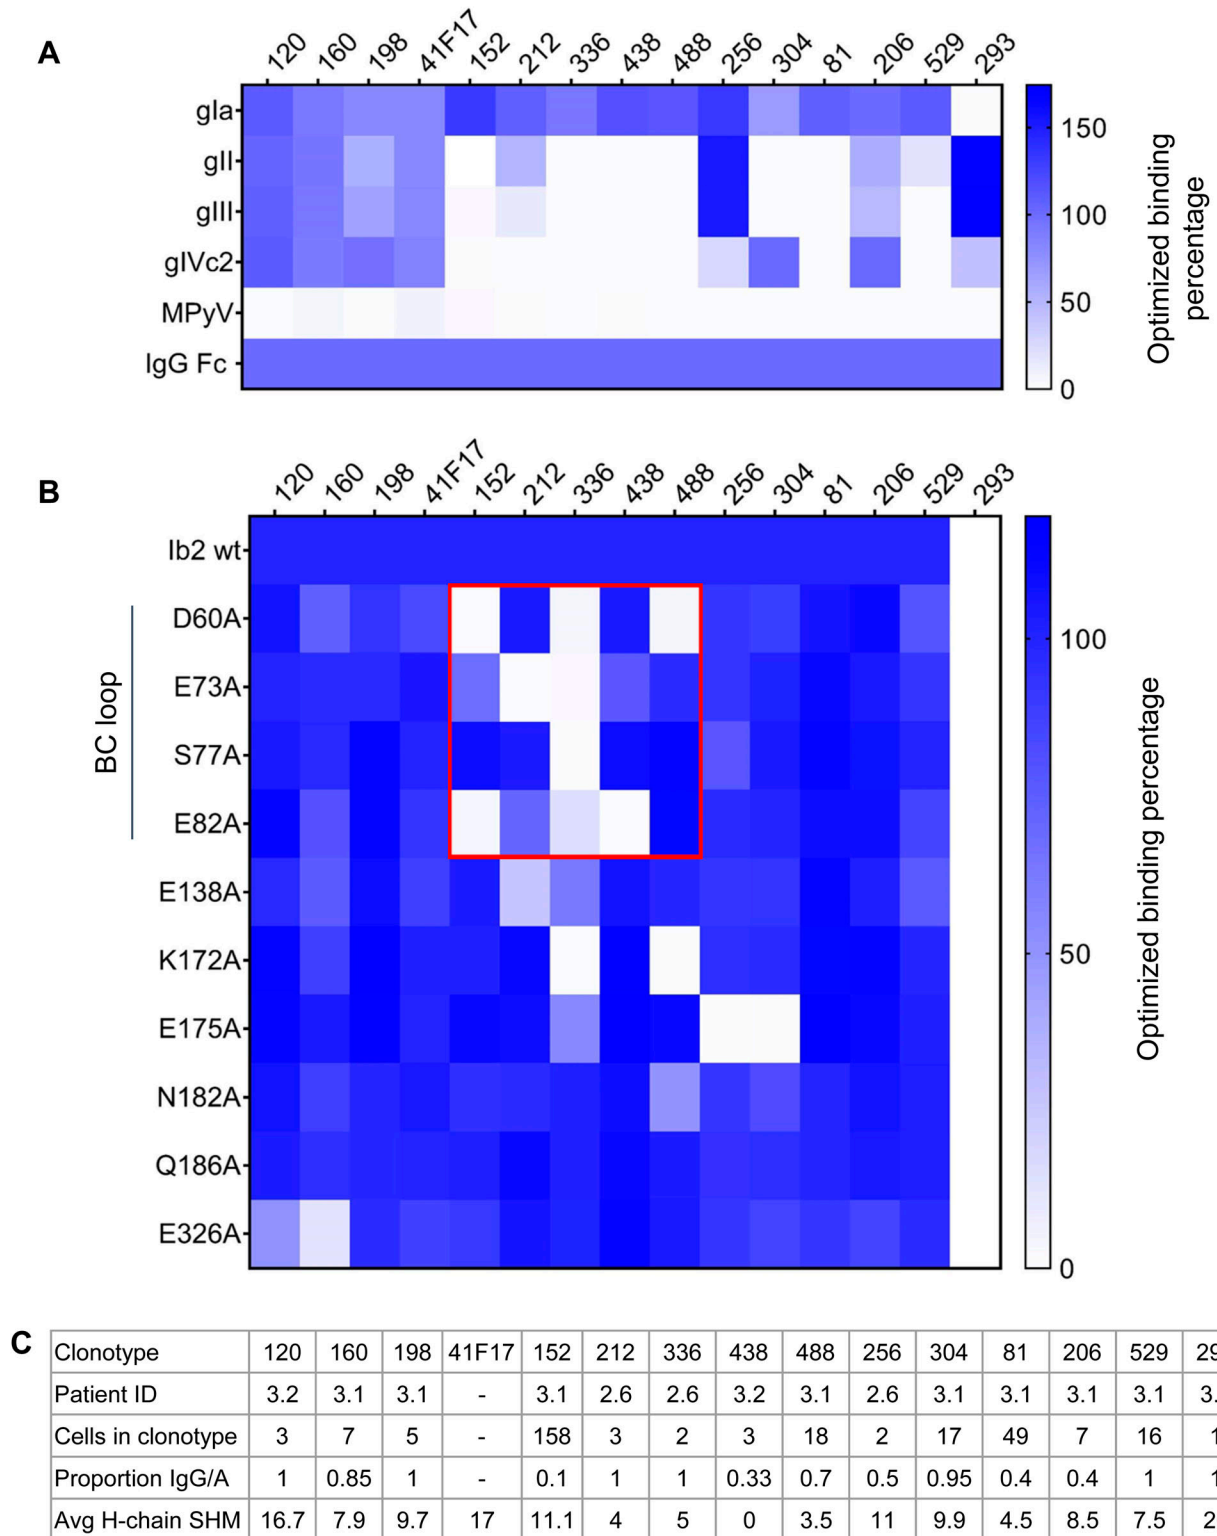 A
120 160 198 41F17 152 212 336 438 488 256 304 81 206 529 293
gIa
gII
gIII
gIVc2
MPyV
IgG Fc
150
100
50
0
Optimized binding
percentage
B
120 160 198 41F17 152 212 336 438 488 256 304 81 206 529 293
Ib2 wt
D60A
E73A
S77A
E82A
E138A
K172A
E175A
N182A
Q186A
E326A
BC loop
100
50
0
Optimized binding percentage
C
Clonotype 120 160 198 41F17 152 212 336 438 488 256 304 81 206 529
Patient ID 3.2 3.1 3.1 - 3.1 2.6 2.6 3.2 3.1 2.6 3.1 3.1 3.1 3.1
Cells in clonotype 3 7 5 - 158 3 2 3 18 2 17 49 7 16
Proportion IgG/A 1 0.85 1 - 0.1 1 1 0.33 0.7 0.5 0.95 0.4 0.4 1
Avg H-chain SHM 16.7 7.9 9.7 17 11.1 4 5 0 3.5 11 9.9 4.5 8.5 7.5